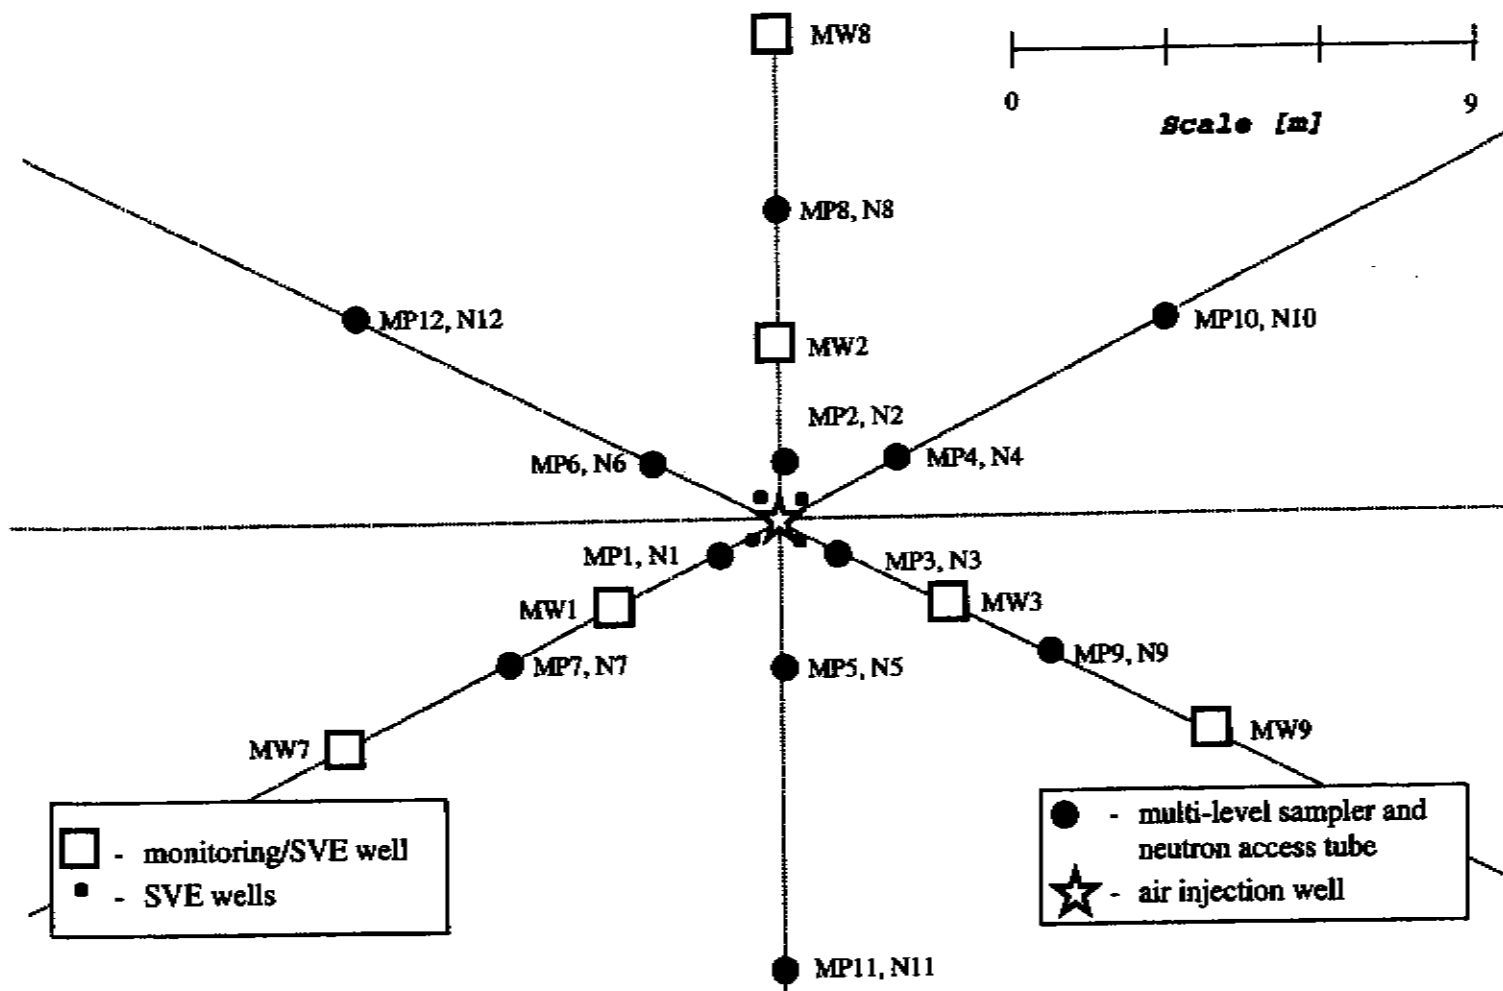 MW8
0
9
Scale [m]
MP8, N8
MP12, N12
MP10, N10
MW2
MP2, N2
MP6, N6
MP4, N4
MP1, N1
MP3, N3
MW1
MW3
MP7, N7
MP5, N5
MP9, N9
MW7
MW9
- monitoring/SVE well
- SVE wells
- multi-level sampler and
neutron access tube
- air injection well
MP11, N11